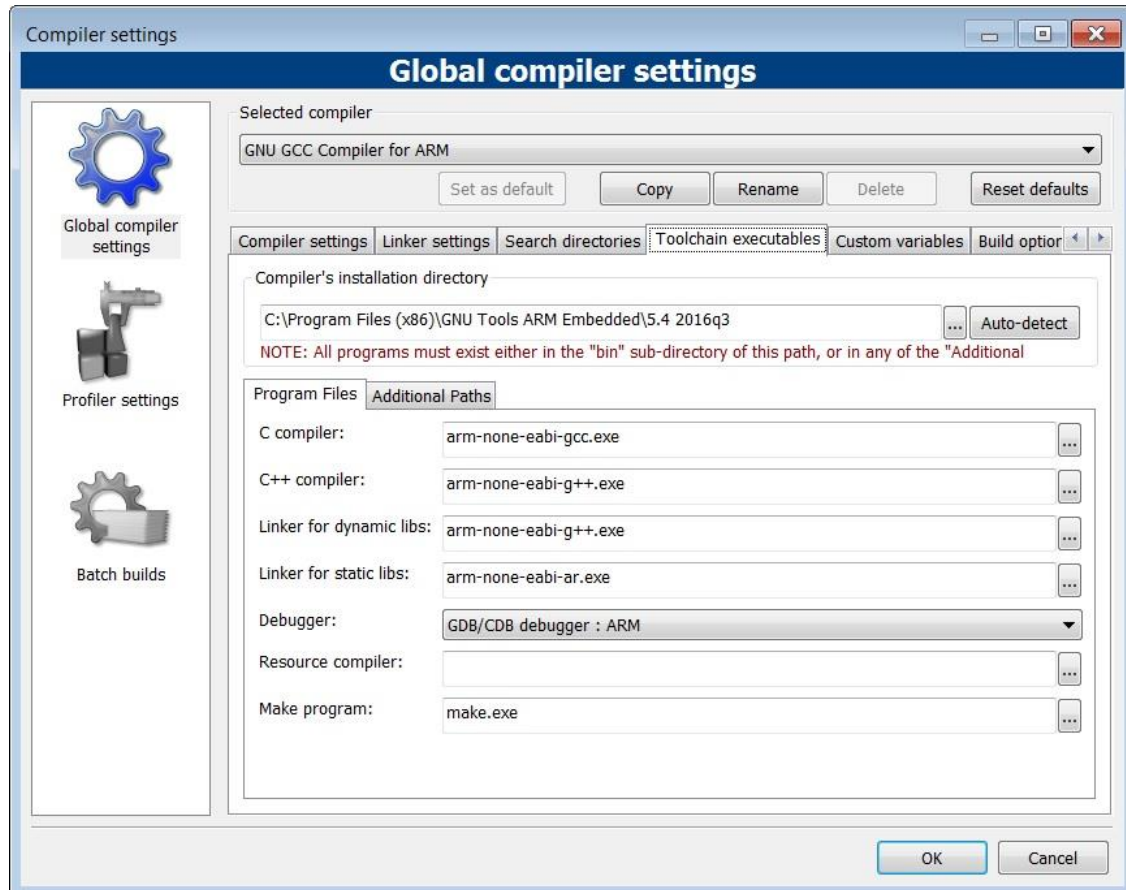 Compiler settings
Global compiler settings
Global compiler
settings
Profiler settings
Batch builds
Selected compiler
GNU GCC Compiler for ARM
Set as default
Copy
Rename
Delete
Reset defaults
Compiler settings
Linker settings
Search directories
Toolchain executables
Custom variables
Build option
Compiler's installation directory
C:\Program Files (x86)\GNU Tools ARM Embedded\5.4 2016q3
...
Auto-detect
NOTE: All programs must exist either in the "bin" sub-directory of this path, or in any of the "Additional
Program Files
Additional Paths
C compiler:
arm-none-eabi-gcc.exe
...
C++ compiler:
arm-none-eabi-g++.exe
...
Linker for dynamic libs:
arm-none-eabi-g++.exe
...
Linker for static libs:
arm-none-eabi-ar.exe
...
Debugger:
GDB/CDB debugger : ARM
Resource compiler:
...
Make program:
make.exe
...
OK
Cancel